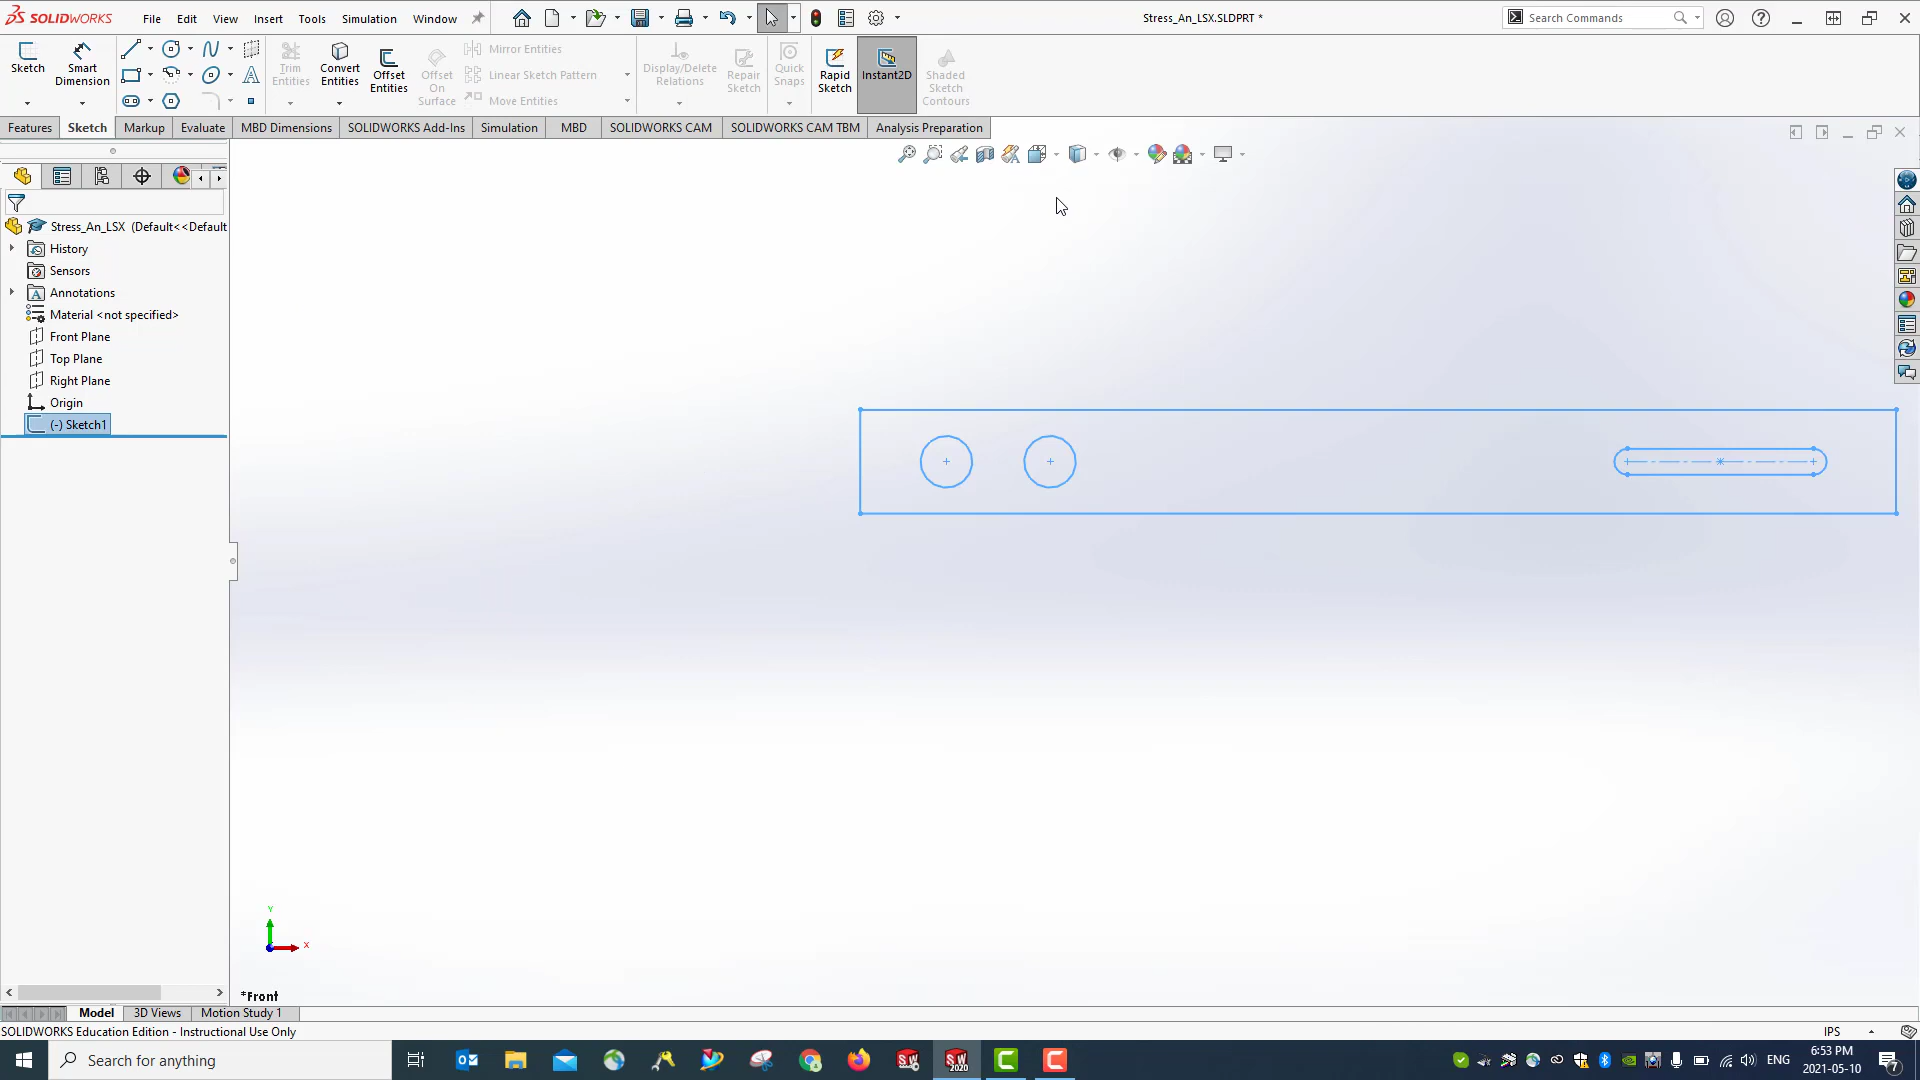 SOLIDWORKS File Edit View Insert Tools Simulation Window Stress_An_LSX.SLDPRT * Search Commands
Sketch Smart Dimension Trim Entities Convert Entities Offset Entities Offset On Surface Mirror Entities Linear Sketch Pattern Move Entities Display/Delete Relations Repair Sketch Quick Snaps Rapid Sketch Instant2D Shaded Sketch Contours
Features Sketch Markup Evaluate MBD Dimensions SOLIDWORKS Add-Ins Simulation MBD SOLIDWORKS CAM SOLIDWORKS CAM TBM Analysis Preparation
Stress_An_LSX (Default<<Default
History
Sensors
Annotations
Material <not specified>
Front Plane
Top Plane
Right Plane
Origin
(-) Sketch1
Y
X
*Front
Model 3D Views Motion Study 1
SOLIDWORKS Education Edition - Instructional Use Only IPS
Search for anything ENG 6:53 PM
2021-05-10 7